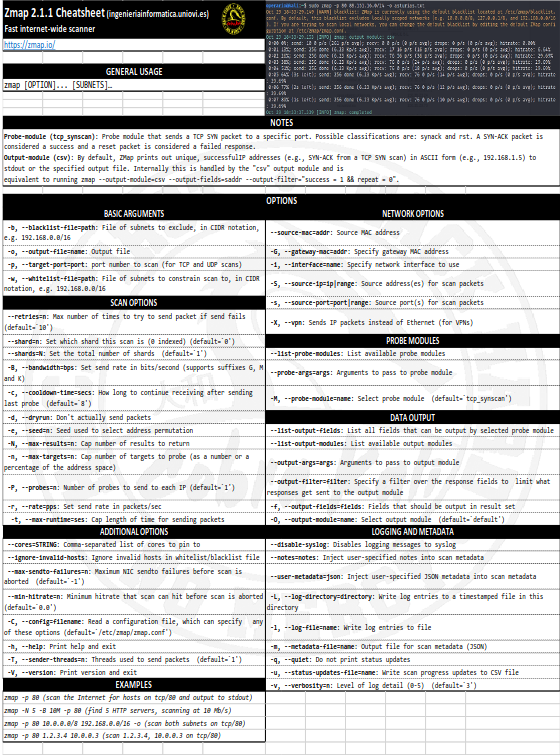 Zmap 2.1.1 Cheatsheet (ingenieriainformatica.uniovi.es)
Fast internet-wide scanner
https://zmap.io/
GENERAL USAGE
zmap [OPTION]... [SUBNETS]…
NOTES
Probe-module (tcp_synscan): Probe module that sends a TCP SYN packet to a specific port. Possible classifications are: synack and rst. A SYN-ACK packet is
considered a success and a reset packet is considered a failed response.
Output-module (csv): By default, ZMap prints out unique, successfulIP addresses (e.g., SYN-ACK from a TCP SYN scan) in ASCII form (e.g., 192.168.1.5) to
stdout or the specified output file. Internally this is handled by the "csv" output module and is
equivalent to running zmap --output-module=csv --output-fields=saddr --output-filter="success = 1 && repeat = 0".
OPTIONS
BASIC ARGUMENTS
-b, --blacklist-file=path: File of subnets to exclude, in CIDR notation,
e.g. 192.168.0.0/16
-o, --output-file=name: Output file
-p, --target-port=port: port number to scan (for TCP and UDP scans)
-w, --whitelist-file=path: File of subnets to constrain scan to, in CIDR
notation, e.g. 192.168.0.0/16
SCAN OPTIONS
--retries=n: Max number of times to try to send packet if send fails
(default=`10')
--shard=n: Set which shard this scan is (0 indexed) (default=`0')
--shards=N: Set the total number of shards  (default=`1')
-B, --bandwidth=bps: Set send rate in bits/second (supports suffixes G, M
and K)
-c, --cooldown-time=secs: How long to continue receiving after sending
last probe  (default=`8')
-d, --dryrun: Don't actually send packets
-e, --seed=n: Seed used to select address permutation
-N, --max-results=n: Cap number of results to return
-n, --max-targets=n: Cap number of targets to probe (as a number or a
percentage of the address space)
-P, --probes=n: Number of probes to send to each IP (default=`1')
-r, --rate=pps: Set send rate in packets/sec
-t, --max-runtime=ses: Cap length of time for sending packets
ADDITIONAL OPTIONS
--cores=STRING: Comma-separated list of cores to pin to
--ignore-invalid-hosts: Ignore invalid hosts in whitelist/blacklist file
--max-sendto-failures=n: Maximum NIC sendto failures before scan is
aborted  (default=`-1')
--min-hitrate=n: Minimum hitrate that scan can hit before scan is aborted
(default=`0.0')
-C, --config=filename: Read a configuration file, which can specify  any
of these options (default=`/etc/zmap/zmap.conf')
-h, --help: Print help and exit
-T, --sender-threads=n: Threads used to send packets  (default=`1')
-V, --version: Print version and exit
EXAMPLES
zmap -p 80 (scan the Internet for hosts on tcp/80 and output to stdout)
zmap -N 5 -B 10M -p 80 (find 5 HTTP servers, scanning at 10 Mb/s)
zmap -p 80 10.0.0.0/8 192.168.0.0/16 -o (scan both subnets on tcp/80)
zmap -p 80 1.2.3.4 10.0.0.3 (scan 1.2.3.4, 10.0.0.3 on tcp/80)
NETWORK OPTIONS
--source-mac=addr: Source MAC address
-G, --gateway-mac=addr: Specify gateway MAC address
-i, --interface=name: Specify network interface to use
-S, --source-ip=ip|range: Source address(es) for scan packets
-s, --source-port=port|range: Source port(s) for scan packets
-X, --vpn: Sends IP packets instead of Ethernet (for VPNs)
PROBE MODULES
--list-probe-modules: List available probe modules
--probe-args=args: Arguments to pass to probe module
-M, --probe-module=name: Select probe module  (default=`tcp_synscan')
DATA OUTPUT
--list-output-fields: List all fields that can be output by selected probe module
--list-output-modules: List available output modules
--output-args=args: Arguments to pass to output module
--output-filter=filter: Specify a filter over the response fields to  limit what
responses get sent to the output module
-f, --output-fields=fields: Fields that should be output in result set
-O, --output-module=name: Select output module  (default=`default')
LOGGING AND METADATA
--disable-syslog: Disables logging messages to syslog
--notes=notes: Inject user-specified notes into scan metadata
--user-metadata=json: Inject user-specified JSON metadata into scan metadata
-L, --log-directory=directory: Write log entries to a timestamped file in this
directory
-l, --log-file=name: Write log entries to file
-m, --metadata-file=name: Output file for scan metadata (JSON)
-q, --quiet: Do not print status updates
-u, --status-updates-file=name: Write scan progress updates to CSV file
-v, --verbosity=n: Level of log detail (0-5)  (default=`3')